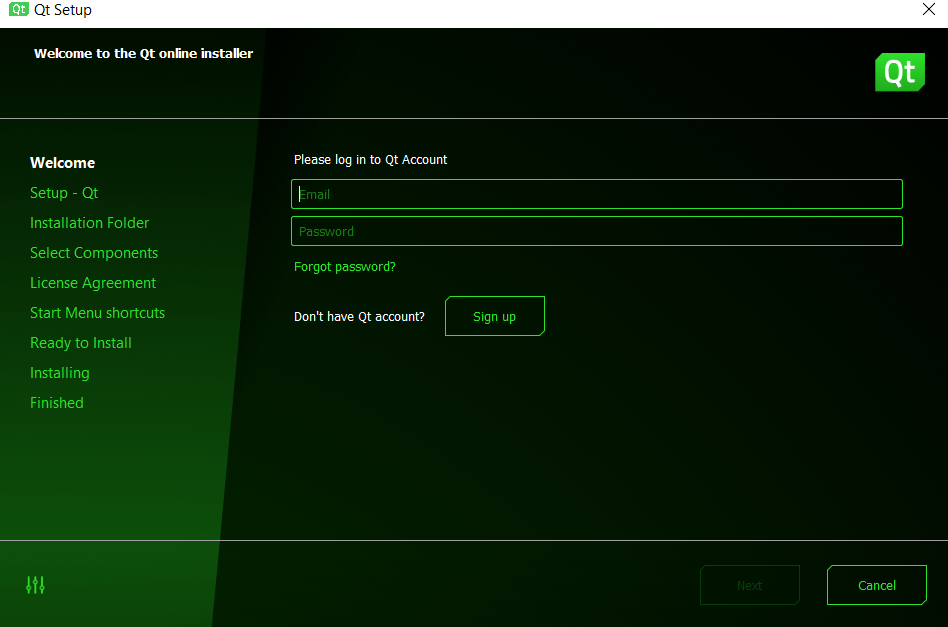 Qt Qt Setup
Welcome to the Qt online installer
Qt
Welcome
Setup - Qt
Installation Folder
Select Components
License Agreement
Start Menu shortcuts
Ready to Install
Installing
Finished
Please log in to Qt Account
Email
Password
Forgot password?
Don't have Qt account? Sign up
Next Cancel